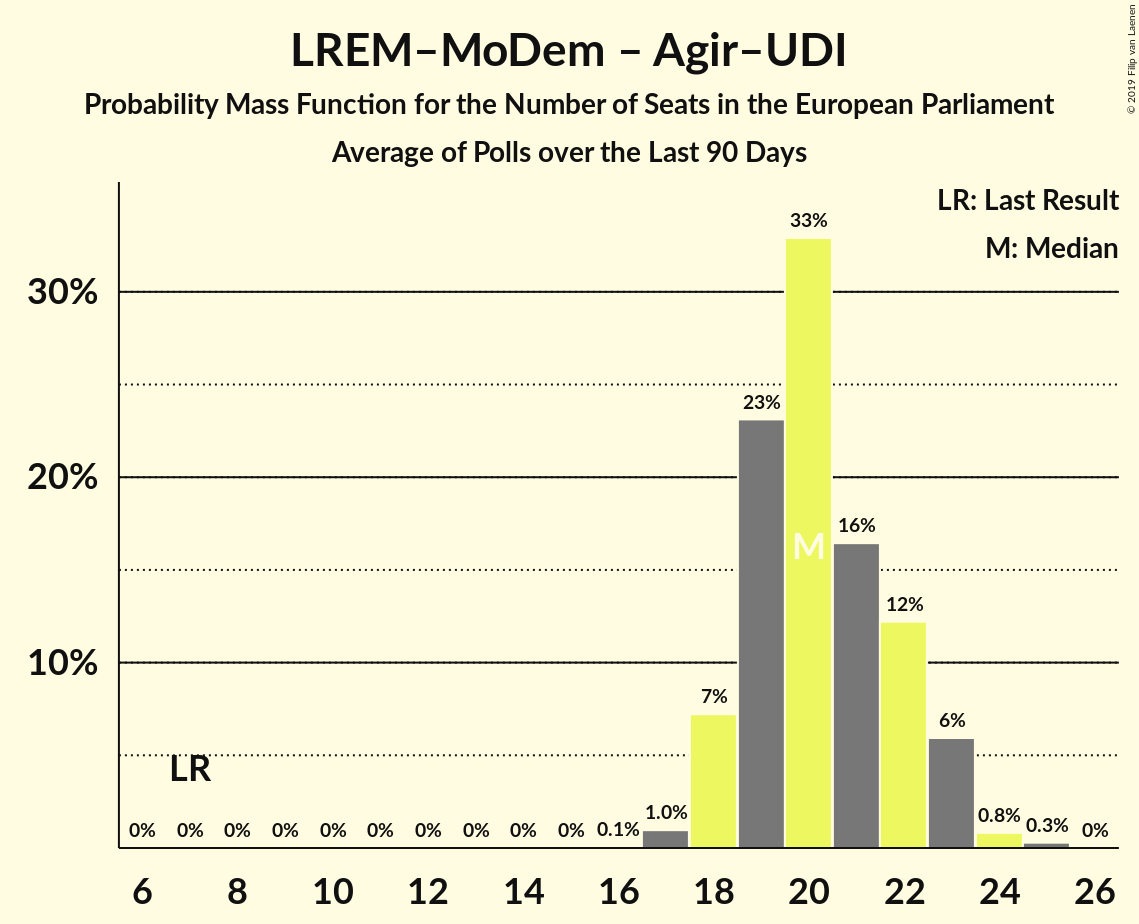 LREM–MoDem – Agir–UDI
Probability Mass Function for the Number of Seats in the European Parliament
Average of Polls over the Last 90 Days
© 2019 Filip van Laenen
LR: Last Result
M: Median
30%
20%
10%
33%
23%
16%
12%
7%
6%
1.0%
0.8%
0.3%
0.1%
M
LR
0% 0% 0% 0% 0% 0% 0% 0% 0% 0% 0%
6 8 10 12 14 16 18 20 22 24 26